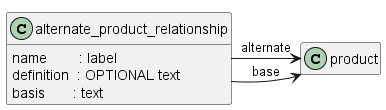 C alternate_product_relationship
name : label
definition : OPTIONAL text
basis : text
alternate
base
C product